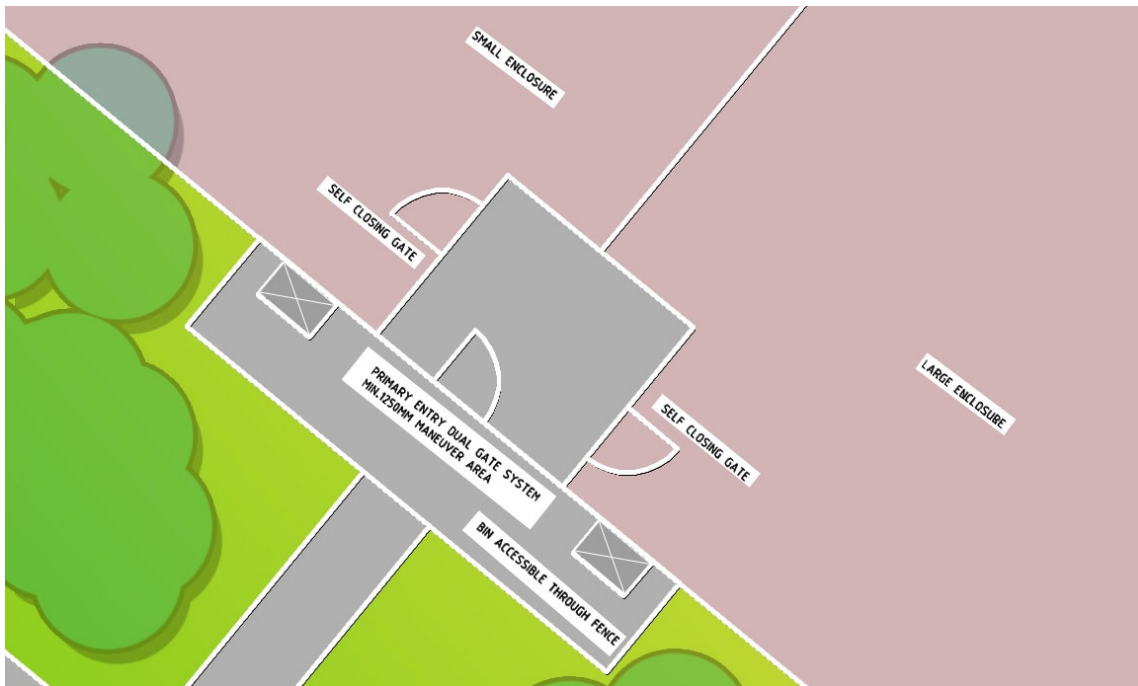 SMALL ENCLOSURE
SELF CLOSING GATE
LARGE ENCLOSURE
PRIMARY ENTRY DUAL GATE SYSTEM
MIN.1250MM MANEUVER AREA
SELF CLOSING GATE
BIN ACCESSIBLE THROUGH FENCE